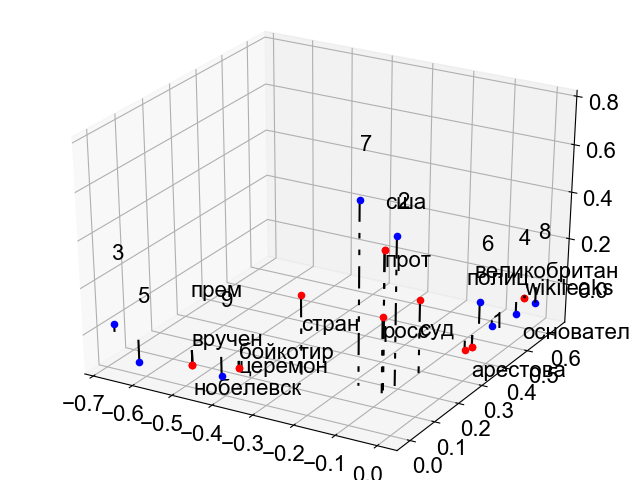 0.8
7
0.6
сша
2
0.4
8
4
6
3
прот
0.2
великобритан
полиц
wikileaks
0.0
прем
5
9
1
стран
росс
суд
основател
вручен
бойкотир
церемон
0.6
арестова
0.5
нобелевск
0.4
−0.7
0.3
−0.6
0.2
−0.5
−0.4
0.1
−0.3
−0.2
0.0
−0.1
0.0